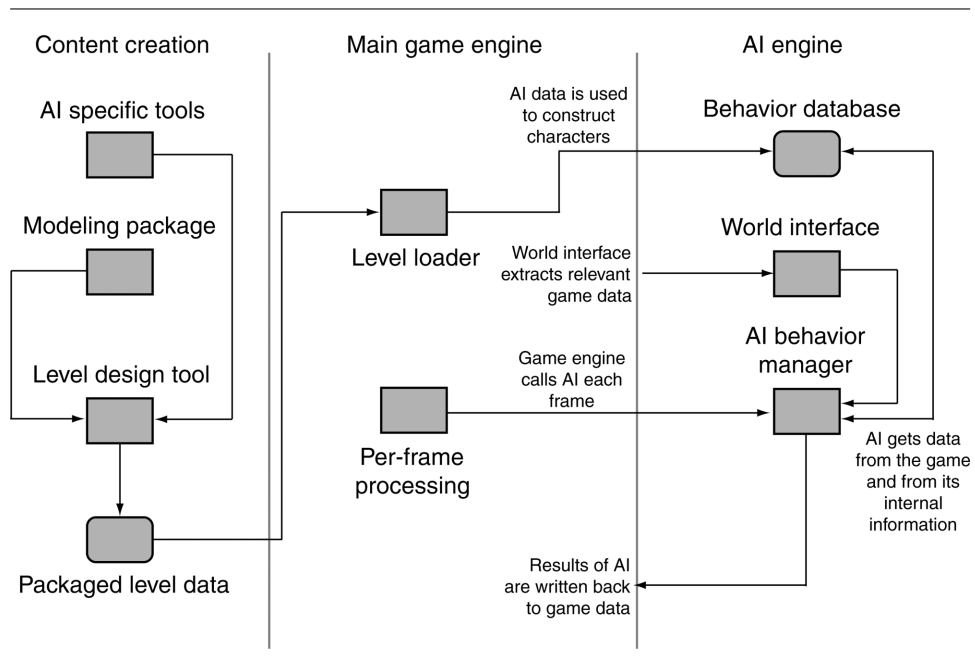 Content creation
AI specific tools
Modeling package
Level design tool
Packaged level data
Main game engine
AI data is used
to construct
characters
Level loader
World interface
extracts relevant
game data
Game engine
calls AI each
frame
Per-frame
processing
Results of AI
are written back
to game data
AI engine
Behavior database
World interface
AI behavior
manager
AI gets data
from the game
and from its
internal
information